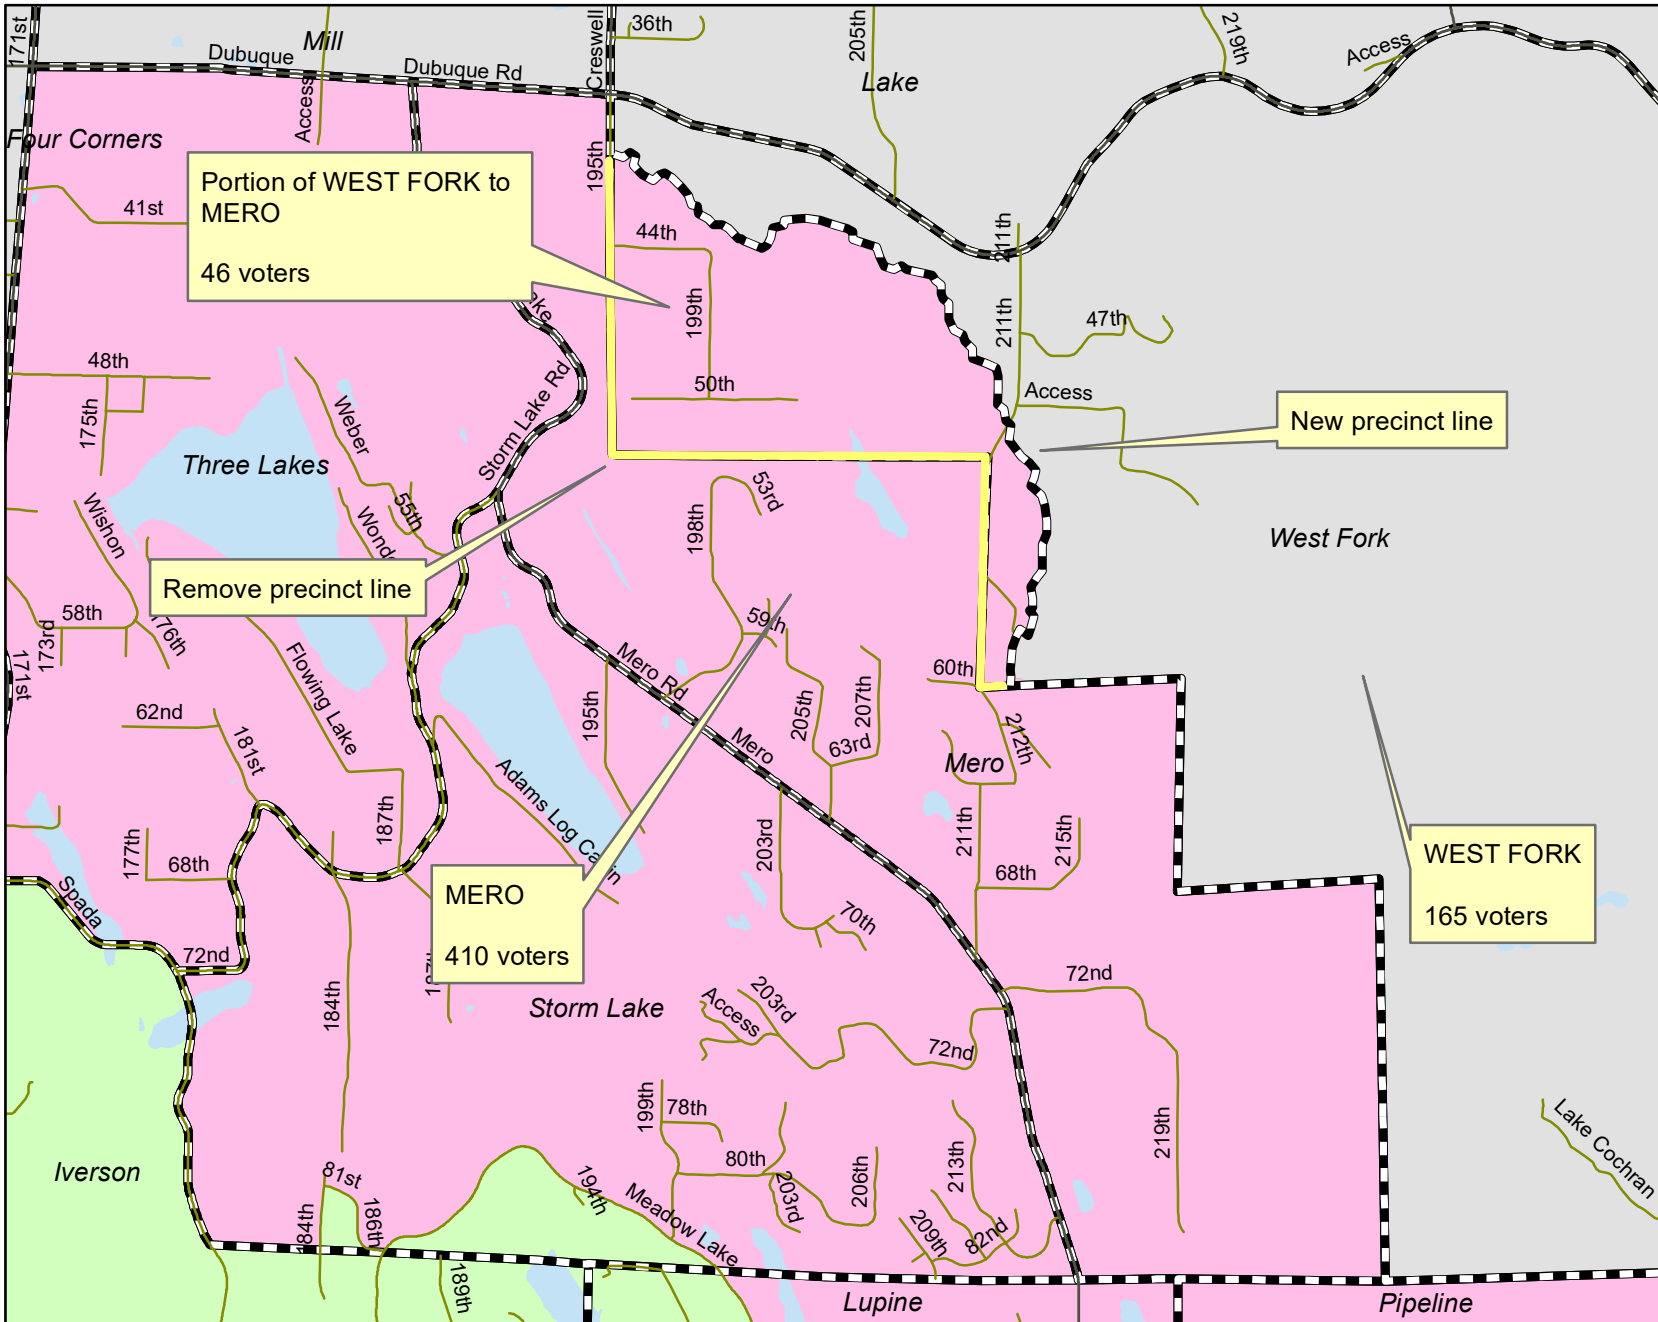 171st
Mill
Dubuque
Dubuque Rd
Creswell
36th
205th
219th
Access
Lake
Access
Four Corners
195th
Portion of WEST FORK to
MERO
46 voters
41st
44th
199th
211th
211th
47th
50th
Access
New precinct line
48th
175th
Weber
Storm Lake Rd
Three Lakes
55th
Wishon
53rd
198th
West Fork
Remove precinct line
58th
173rd
176th
171st
59th
Flowing Lake
Mero Rd
60th
195th
205th
207th
62nd
181st
Mero
63rd
212th
Mero
Adams Log Cabin
187th
177th
68th
203rd
211th
215th
68th
WEST FORK
165 voters
MERO
410 voters
Spada
70th
72nd
72nd
184th
Storm Lake
Access
203rd
72nd
199th
78th
219th
Lake Cochran
Iverson
81st
80th
194th
203rd
206th
213th
184th
186th
Meadow Lake
209th
82nd
189th
Lupine
Pipeline